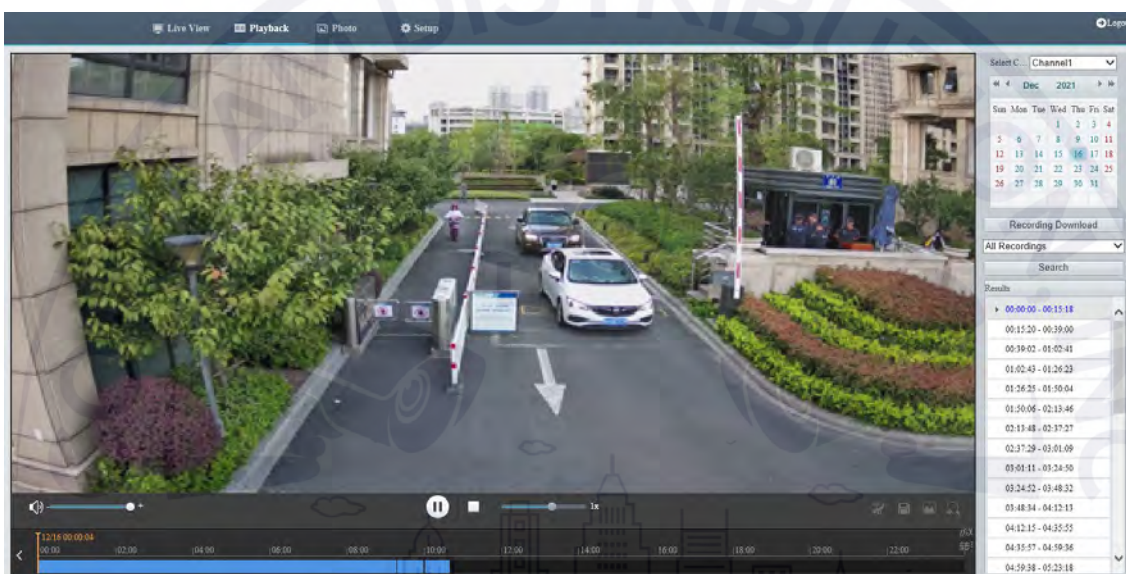 Live View Playback Photo Setup
Select C... Channel1
Dec 2021
Sun Mon Tue Wed Thu Fri Sat
1 2 3 4
5 6 7 8 9 10 11
12 13 14 15 16 17 18
19 20 21 22 23 24 25
26 27 28 29 30 31
Recording Download
All Recordings
Search
Results
00:00:00 - 00:15:18
00:15:20 - 00:39:00
00:39:02 - 01:02:41
01:02:43 - 01:26:23
01:26:25 - 01:50:04
01:50:06 - 02:13:46
02:13:48 - 02:37:27
02:37:29 - 03:01:09
03:01:11 - 03:24:50
03:24:52 - 03:48:32
03:48:34 - 04:12:13
04:12:15 - 04:35:55
04:35:57 - 04:59:36
04:59:38 - 05:23:18
1x
12/16 00:00:04
00:00 02:00 04:00 06:00 08:00 10:00 12:00 14:00 16:00 18:00 20:00 22:00